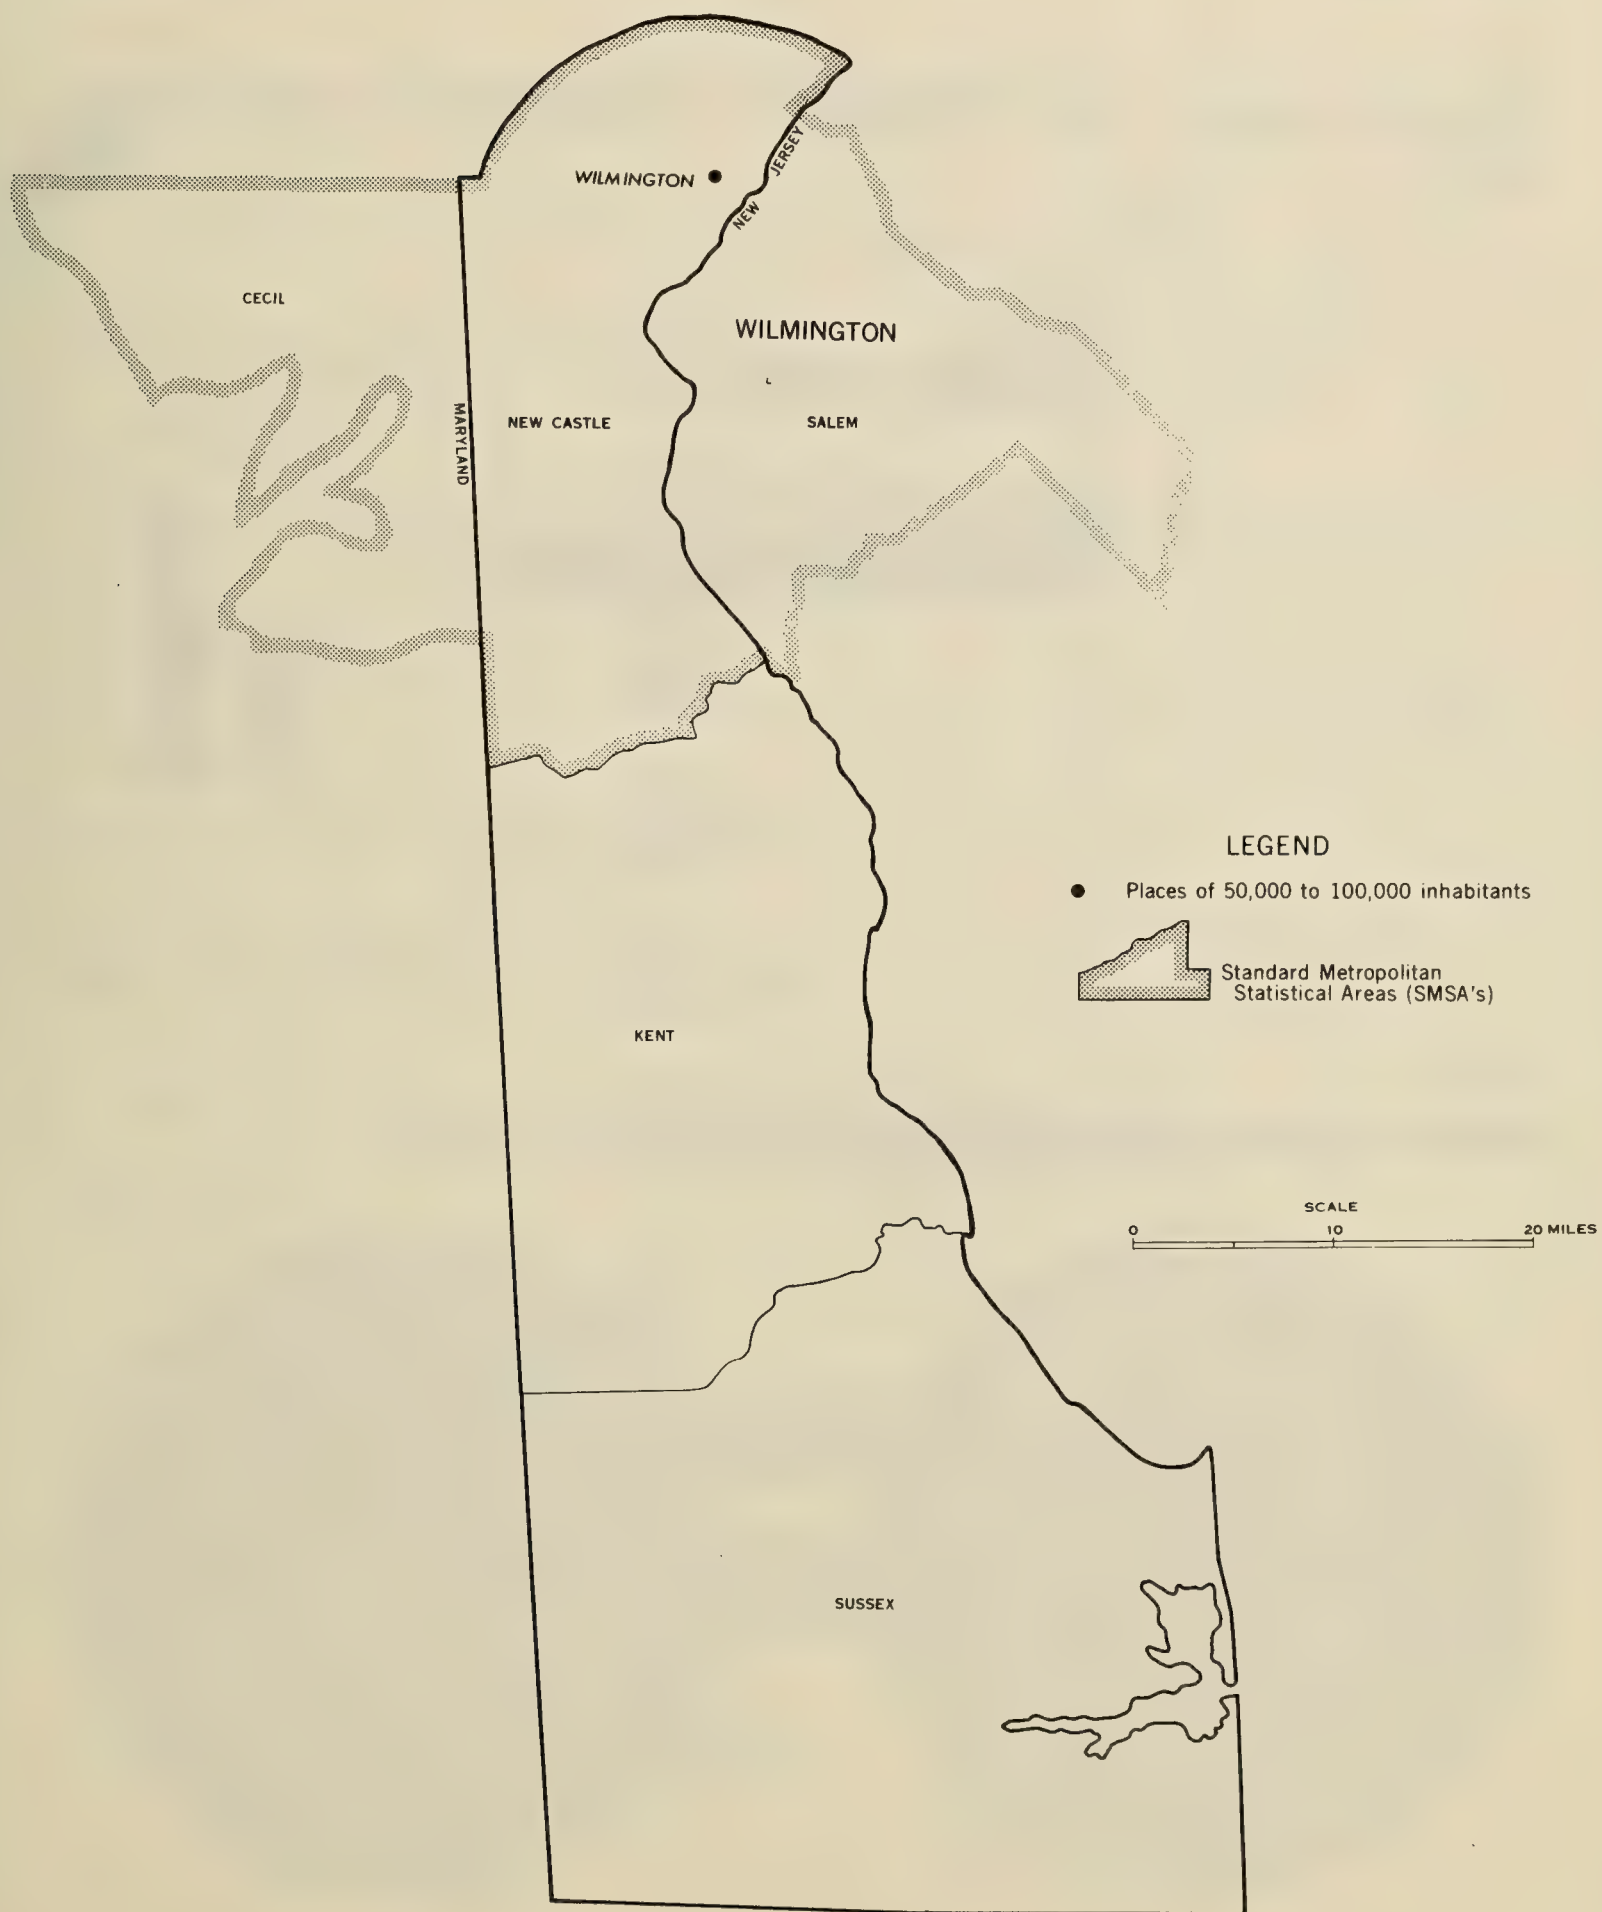 NEW JERSEY
WILMINGTON
CECIL
WILMINGTON
MARYLAND
NEW CASTLE
SALEM
LEGEND
Places of 50,000 to 100,000 inhabitants
Standard Metropolitan
Statistical Areas (SMSA's)
KENT
SCALE
0 10 20 MILES
SUSSEX